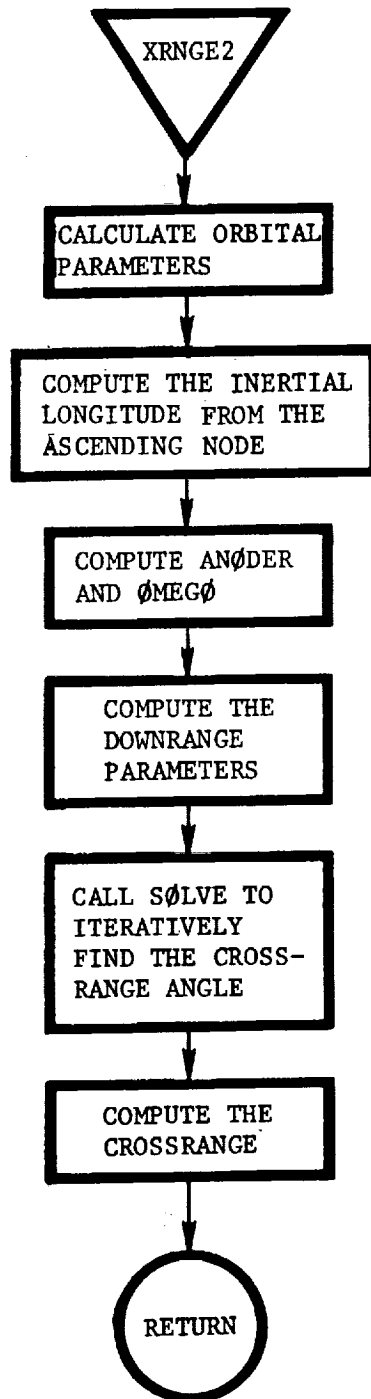 XRNGE2
CALCULATE ORBITAL
PARAMETERS
COMPUTE THE INERTIAL
LONGITUDE FROM THE
ASCENDING NODE
COMPUTE ANØDER
AND ØMEGØ
COMPUTE THE
DOWNRANGE
PARAMETERS
CALL SØLVE TO
ITERATIVELY
FIND THE CROSS-
RANGE ANGLE
COMPUTE THE
CROSSRANGE
RETURN